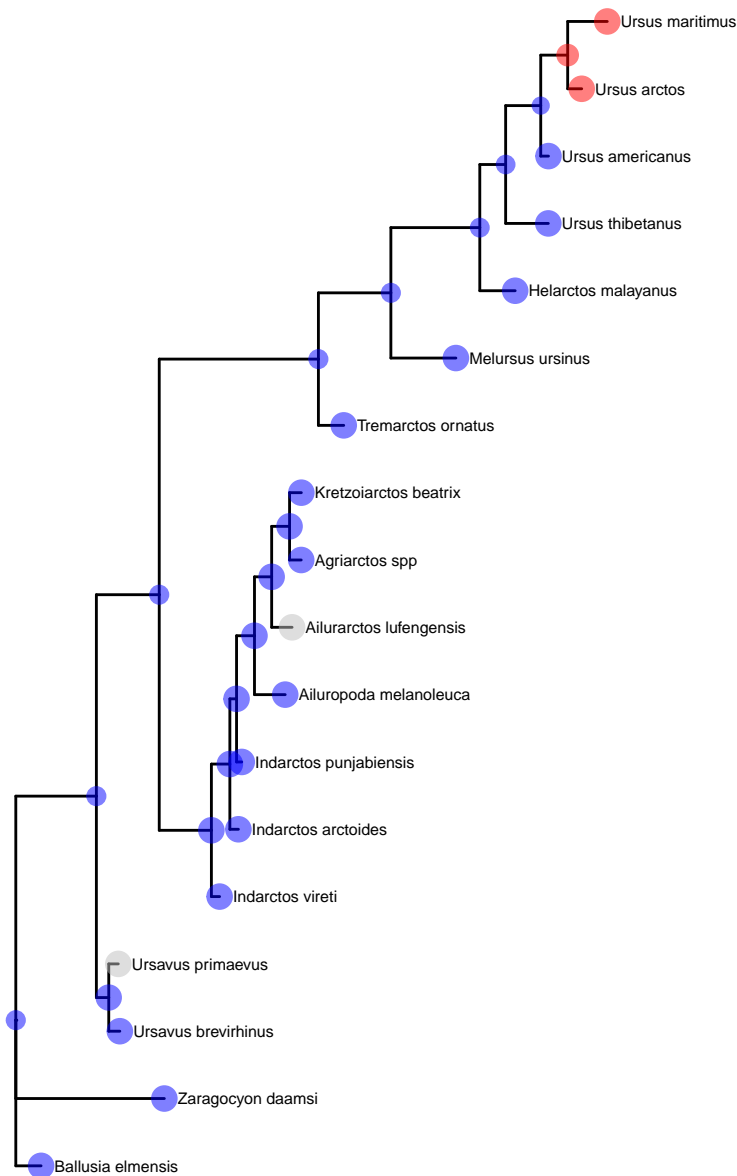 Ursus maritimus
Ursus arctos
Ursus americanus
Ursus thibetanus
Helarctos malayanus
Melursus ursinus
Tremarctos ornatus
Kretzoiarctos beatrix
Agriarctos spp
Ailurarctos lufengensis
Ailuropoda melanoleuca
Indarctos punjabiensis
Indarctos arctoides
Indarctos vireti
Ursavus primaevus
Ursavus brevirhinus
Zaragocyon daamsi
Ballusia elmensis